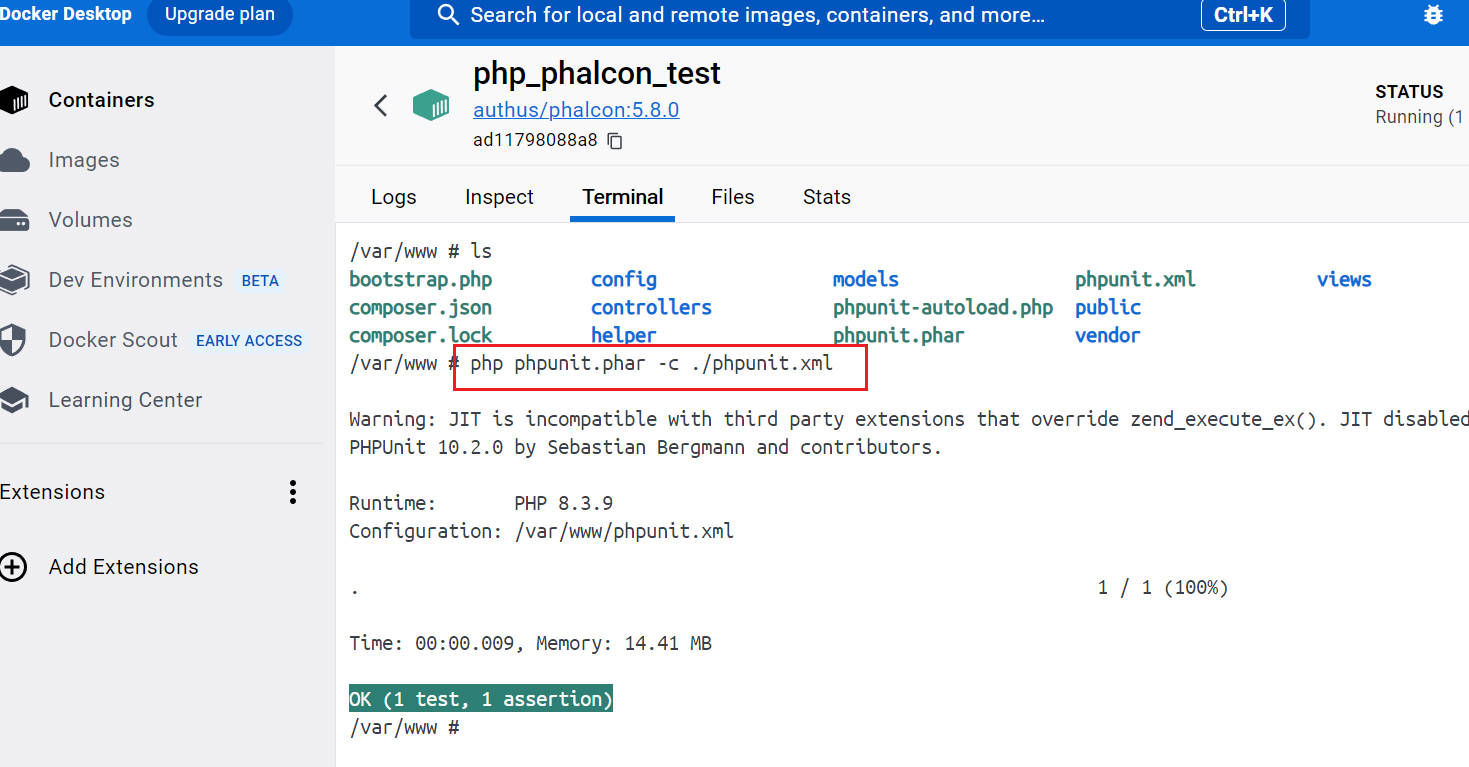 Docker Desktop Upgrade plan Search for local and remote images, containers, and more... Ctrl+K
Containers
Images
Volumes
Dev Environments BETA
Docker Scout EARLY ACCESS
Learning Center
Extensions
Add Extensions
php_phalcon_test
authus/phalcon:5.8.0
ad11798088a8
STATUS
Running (1
Logs Inspect Terminal Files Stats
/var/www # ls
bootstrap.php config models phpunit.xml views
composer.json controllers phpunit-autoload.php public
composer.lock helper phpunit.phar vendor
/var/www # php phpunit.phar -c ./phpunit.xml
Warning: JIT is incompatible with third party extensions that override zend_execute_ex(). JIT disabled
PHPUnit 10.2.0 by Sebastian Bergmann and contributors.
Runtime: PHP 8.3.9
Configuration: /var/www/phpunit.xml
. 1 / 1 (100%)
Time: 00:00.009, Memory: 14.41 MB
OK (1 test, 1 assertion)
/var/www #